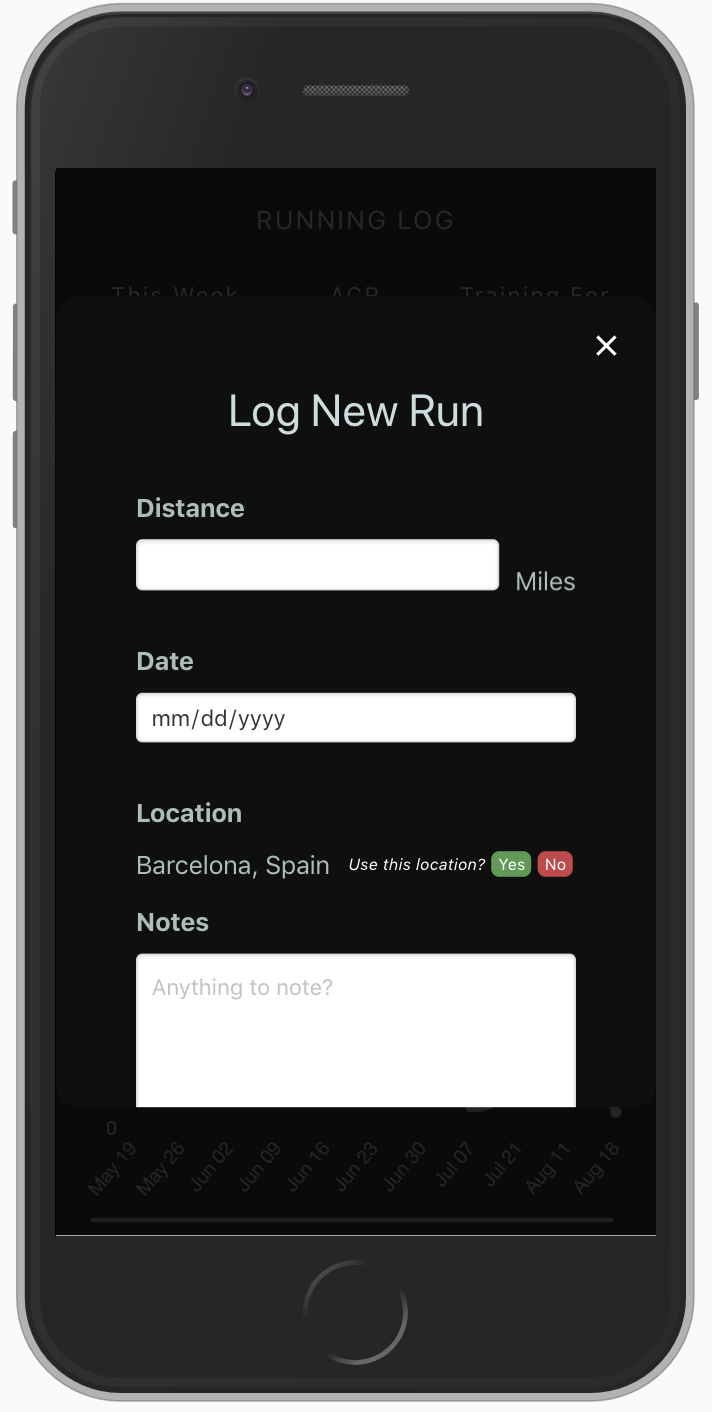 RUNNING LOG
This Week ACR Training For
Log New Run
Distance
Miles
Date
mm/dd/yyyy
Location
Barcelona, Spain Use this location? Yes No
Notes
Anything to note?
0
May 19 May 26 Jun 02 Jun 09 Jun 16 Jun 23 Jun 30 Jul 07 Jul 21 Aug 11 Aug 18